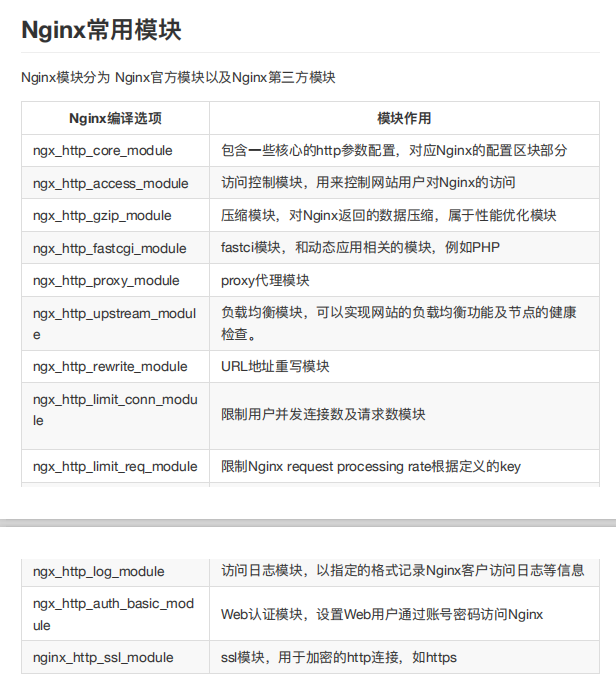 Nginx常用模块
Nginx模块分为 Nginx官方模块以及Nginx第三方模块
Nginx编译选项 模块作用
ngx_http_core_module 包含一些核心的http参数配置，对应Nginx的配置区块部分
ngx_http_access_module 访问控制模块，用来控制网站用户对Nginx的访问
ngx_http_gzip_module 压缩模块，对Nginx返回的数据压缩，属于性能优化模块
ngx_http_fastcgi_module fastci模块，和动态应用相关的模块，例如PHP
ngx_http_proxy_module proxy代理模块
ngx_http_upstream_modul
e
负载均衡模块，可以实现网站的负载均衡功能及节点的健康
检查。
ngx_http_rewrite_module URL地址重写模块
ngx_http_limit_conn_modu
le
限制用户并发连接数及请求数模块
ngx_http_limit_req_module 限制Nginx request processing rate根据定义的key
ngx_http_log_module 访问日志模块，以指定的格式记录Nginx客户访问日志等信息
ngx_http_auth_basic_mod
ule
Web认证模块，设置Web用户通过账号密码访问Nginx
nginx_http_ssl_module ssl模块，用于加密的http连接，如https